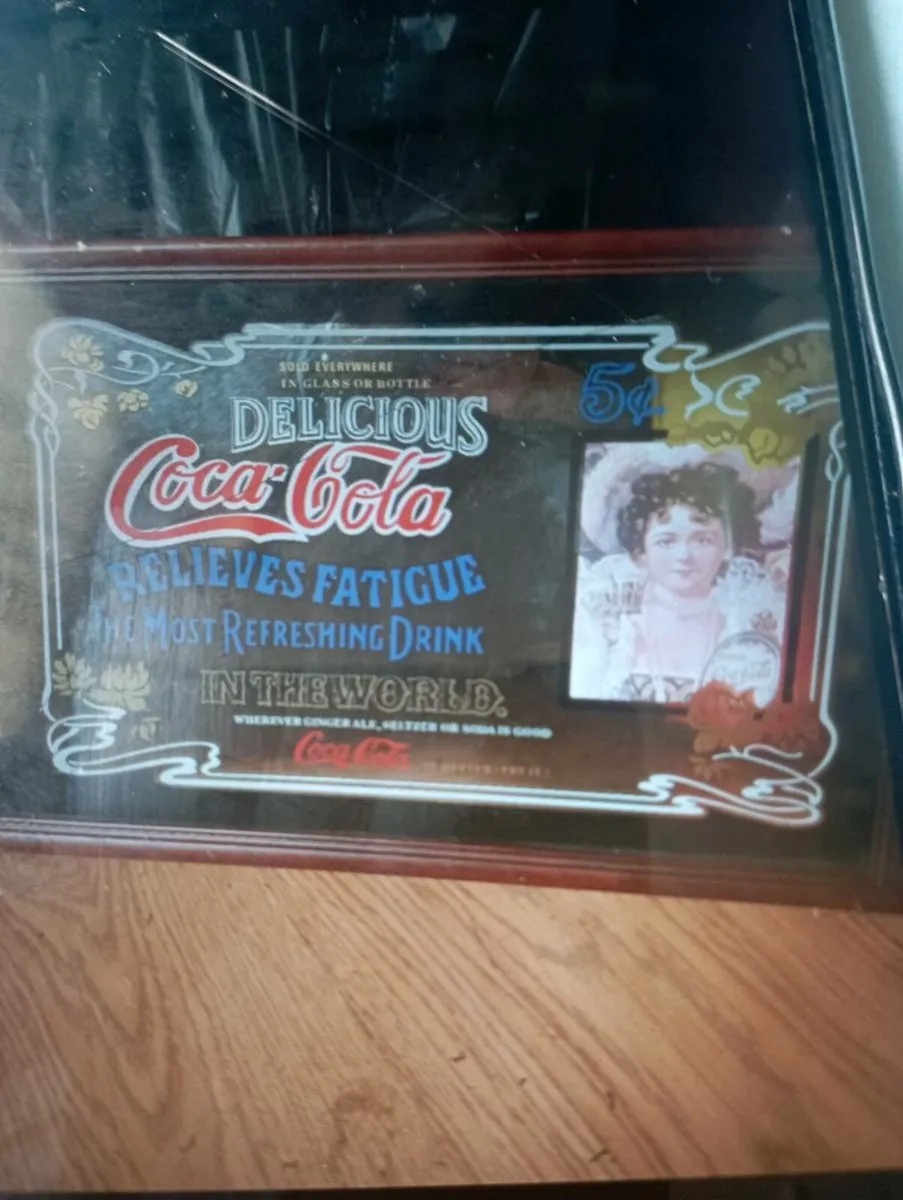 SOLD EVERYWHERE
IN GLASS OR BOTTLE
5¢
DELICIOUS
Coca-Cola
RELIEVES FATIGUE
THE MOST REFRESHING DRINK
IN THE WORLD.
WHEREVER GINGER ALE, SELTZER OR SODA IS GOOD
Coca-Cola